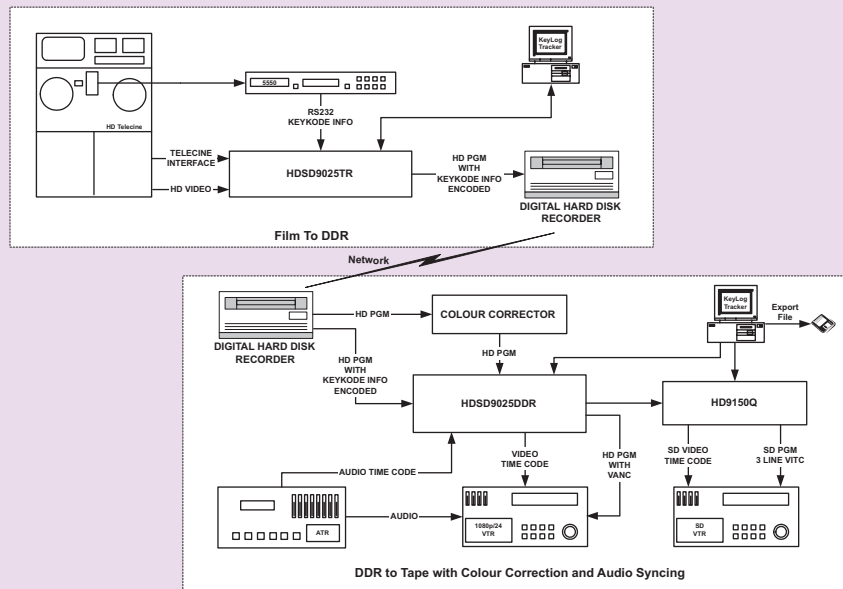 KeyLog
Tracker
5550
HD Telecine
RS232
KEYKODE INFO
TELECINE
INTERFACE
HDSD9025TR
HD PGM
WITH
KEYKODE INFO
ENCODED
HD VIDEO
DIGITAL HARD DISK
RECORDER
Film To DDR
Network
KeyLog
Tracker
Export
File
HD PGM
COLOUR CORRECTOR
DIGITAL HARD DISK
RECORDER
HD PGM
HD PGM
WITH
KEYKODE INFO
ENCODED
HDSD9025DDR
HD9150Q
AUDIO TIME CODE
VIDEO
TIME CODE
HD PGM
WITH
VANC
SD VIDEO
TIME CODE
SD PGM
3 LINE VITC
AUDIO
ATR
1080p/24
VTR
SD
VTR
DDR to Tape with Colour Correction and Audio Syncing